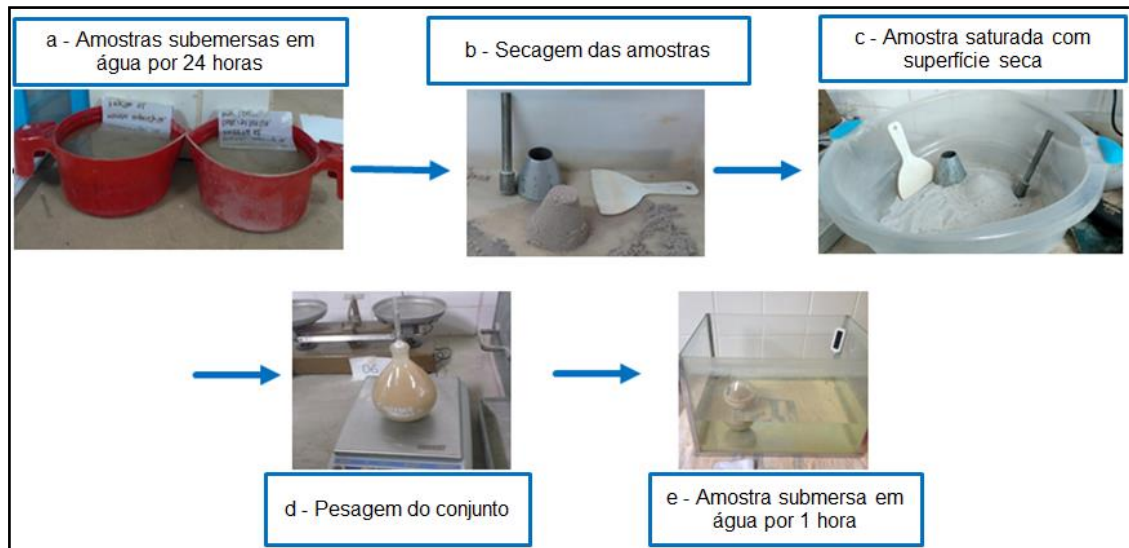 a - Amostras subemersas em
água por 24 horas
b - Secagem das amostras
c - Amostra saturada com
superfície seca
d - Pesagem do conjunto
e - Amostra submersa em
água por 1 hora